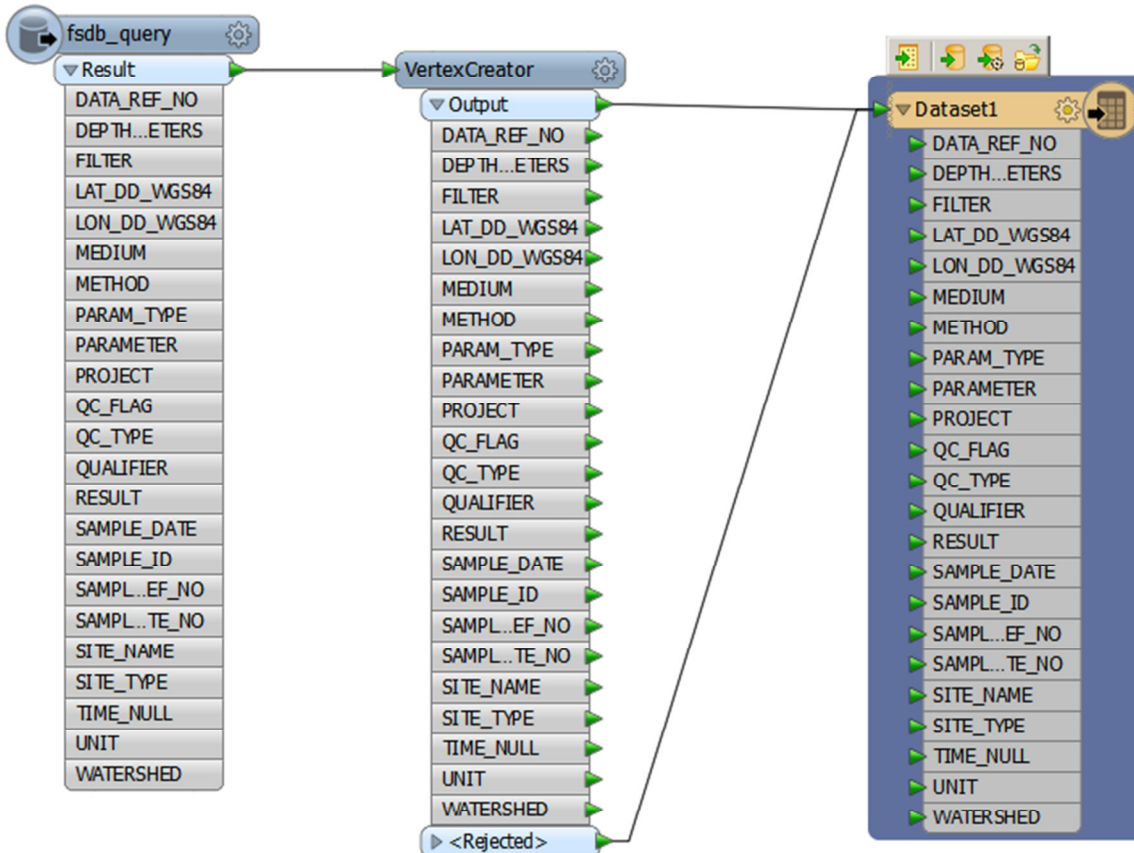 fsdb_query
Result
DATA_REF_NO
DEPTH...ETERS
FILTER
LAT_DD_WGS84
LON_DD_WGS84
MEDIUM
METHOD
PARAM_TYPE
PARAMETER
PROJECT
QC_FLAG
QC_TYPE
QUALIFIER
RESULT
SAMPLE_DATE
SAMPLE_ID
SAMPL...EF_NO
SAMPL...TE_NO
SITE_NAME
SITE_TYPE
TIME_NULL
UNIT
WATERSHED
VertexCreator
Output
DATA_REF_NO
DEPTH...ETERS
FILTER
LAT_DD_WGS84
LON_DD_WGS84
MEDIUM
METHOD
PARAM_TYPE
PARAMETER
PROJECT
QC_FLAG
QC_TYPE
QUALIFIER
RESULT
SAMPLE_DATE
SAMPLE_ID
SAMPL...EF_NO
SAMPL...TE_NO
SITE_NAME
SITE_TYPE
TIME_NULL
UNIT
WATERSHED
<Rejected>
Dataset1
DATA_REF_NO
DEPTH...ETERS
FILTER
LAT_DD_WGS84
LON_DD_WGS84
MEDIUM
METHOD
PARAM_TYPE
PARAMETER
PROJECT
QC_FLAG
QC_TYPE
QUALIFIER
RESULT
SAMPLE_DATE
SAMPLE_ID
SAMPL...EF_NO
SAMPL...TE_NO
SITE_NAME
SITE_TYPE
TIME_NULL
UNIT
WATERSHED